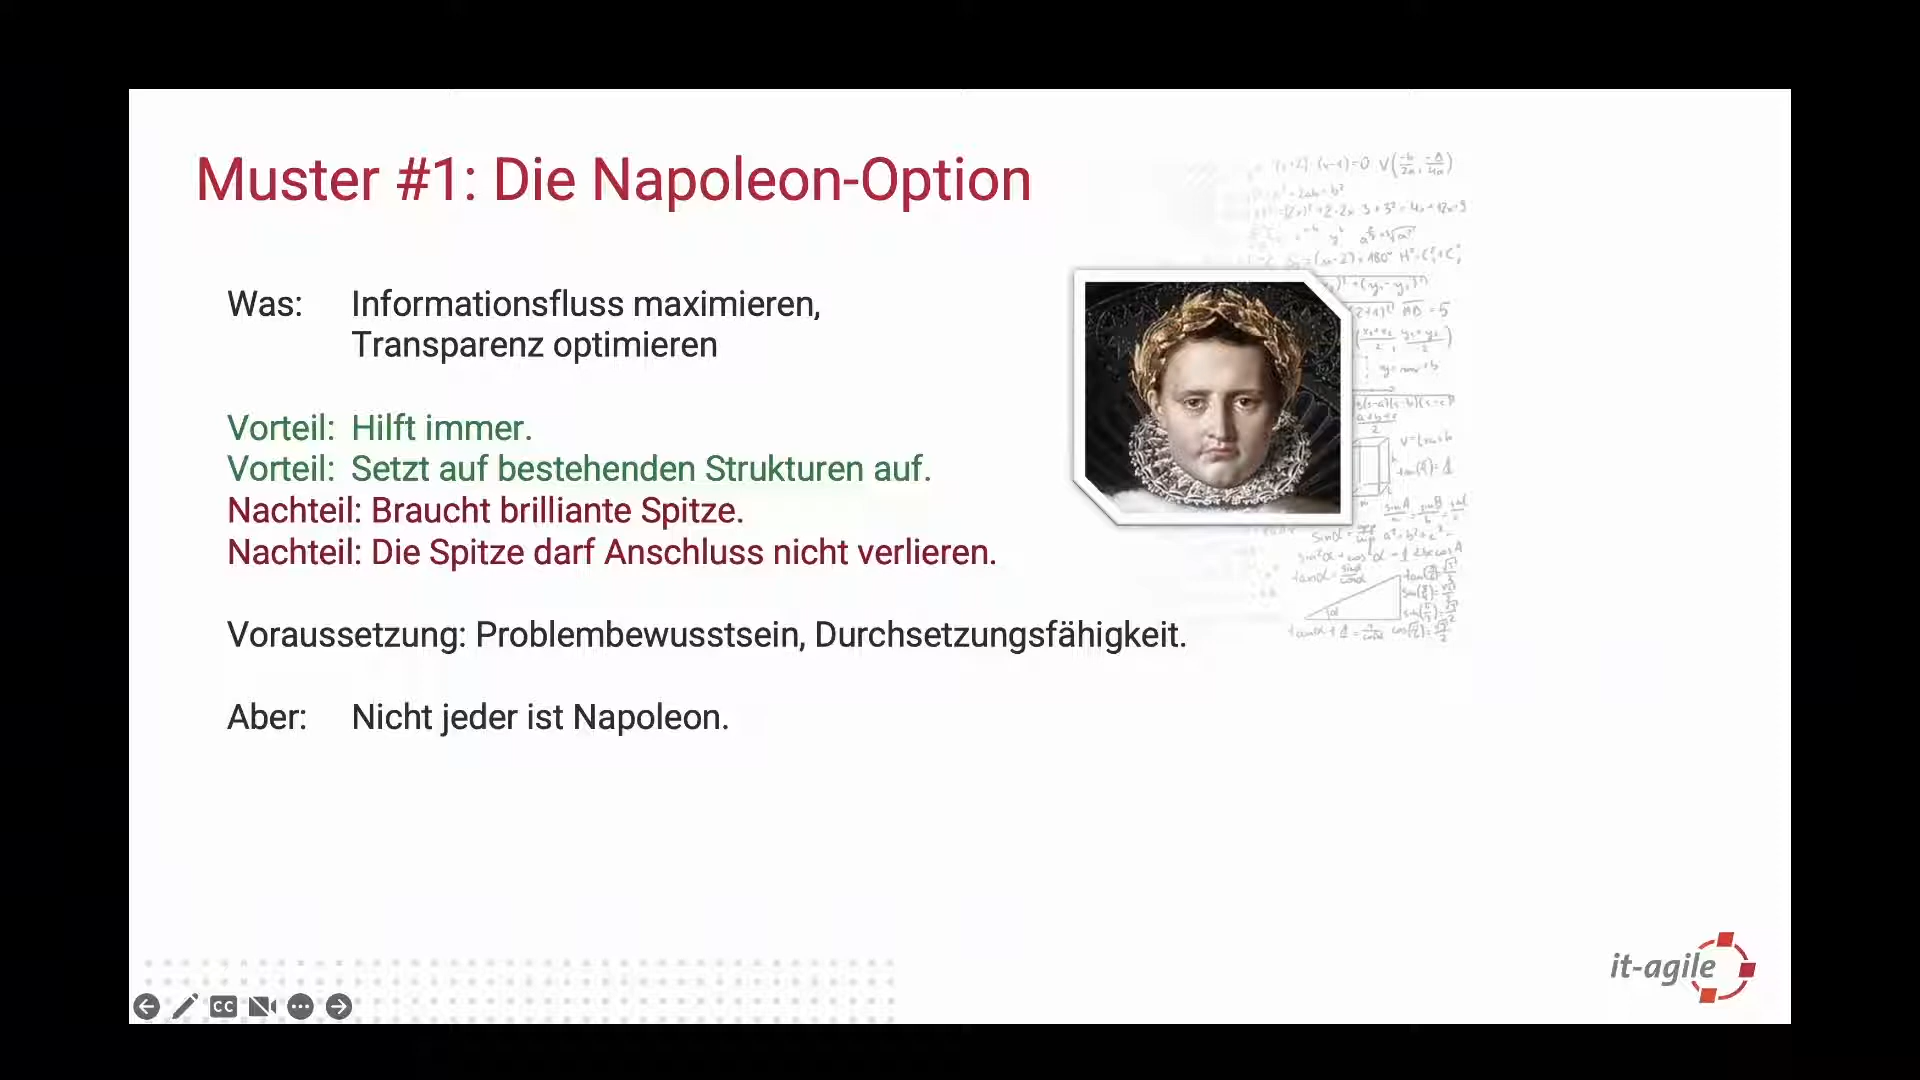 Muster #1: Die Napoleon-Option
Was: Informationsfluss maximieren,
Transparenz optimieren
Vorteil: Hilft immer.
Vorteil: Setzt auf bestehenden Strukturen auf.
Nachteil: Braucht brilliante Spitze.
Nachteil: Die Spitze darf Anschluss nicht verlieren.
Voraussetzung: Problembewusstsein, Durchsetzungsfähigkeit.
Aber: Nicht jeder ist Napoleon.
it-agile
CC